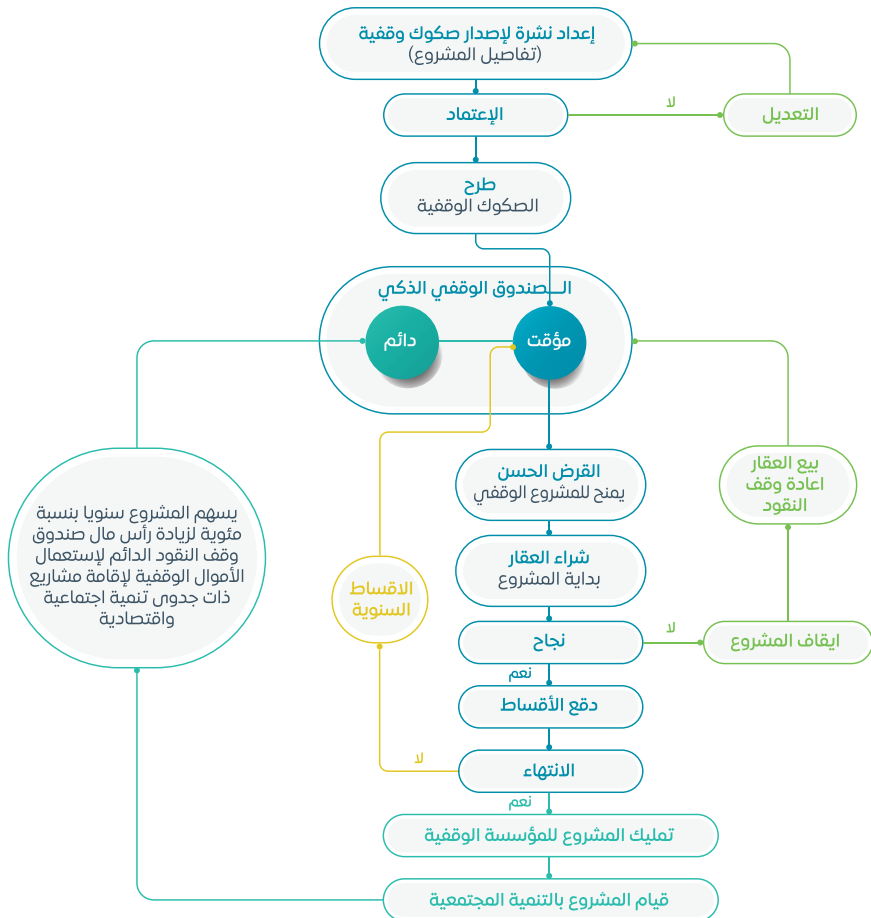 إعداد نشرة لإصدار صكوك وقفية
(تفاصيل المشروع)
الإعتماد
لا
التعديل
طرح
الصكوك الوقفية
الـــصندوق الوقفي الذكي
مؤقت
دائم
القرض الحسن
يمنح للمشروع الوقفي
بيع العقار
اعادة وقف
النقود
يسهم المشروع سنويا بنسبة
مئوية لزيادة رأس مال صندوق
وقف النقود الدائم لإستعمال
الأموال الوقفية لإقامة مشاريع
ذات جدوى تنمية اجتماعية
واقتصادية
شراء العقار
بداية المشروع
الاقساط
السنوية
نجاح
لا
ايقاف المشروع
نعم
دقع الأقساط
الانتهاء
لا
نعم
تمليك المشروع للمؤسسة الوقفية
قيام المشروع بالتنمية المجتمعية